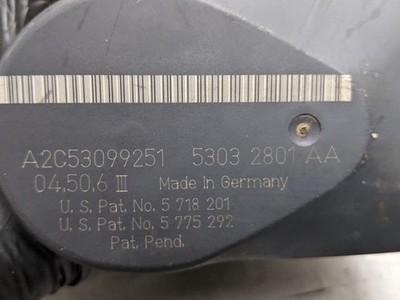 A2C53099251 5303 2801 AA
04,50,6 III Made in Germany
U. S. Pat. No. 5 718 201
U. S. Pat. No. 5 775 292
Pat. Pend.